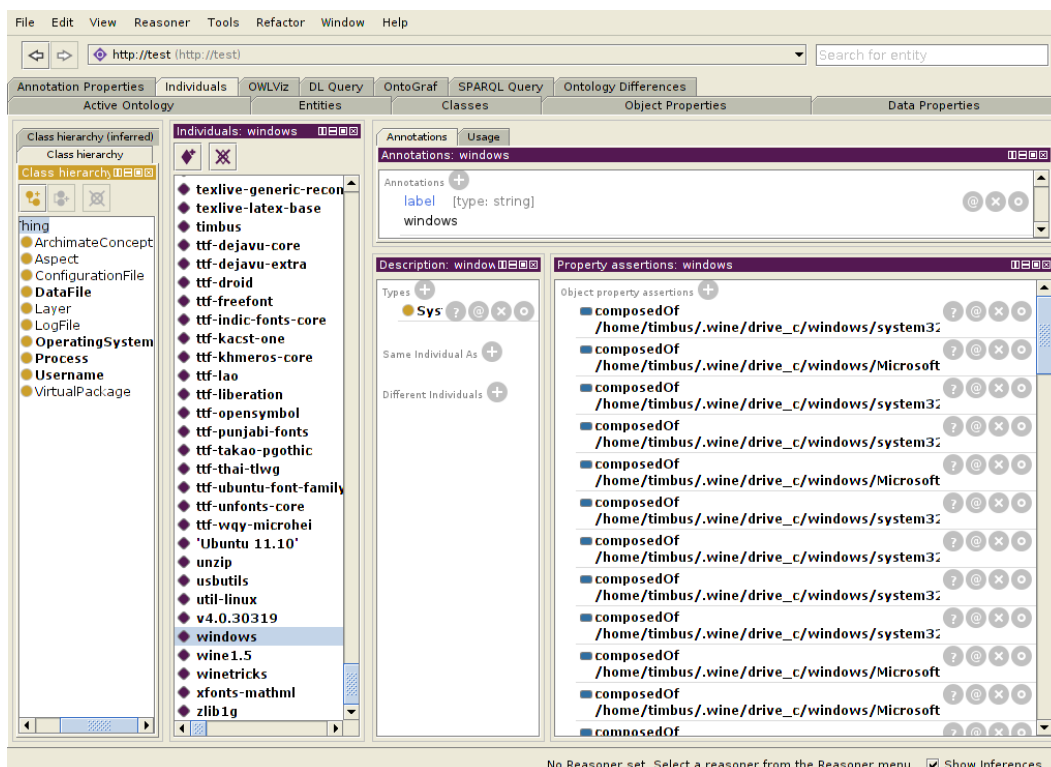 File Edit View Reasoner Tools Refactor Window Help
http://test (http://test)
Search for entity
Annotation Properties Individuals OWLViz DL Query OntoGraf SPARQL Query Ontology Differences
Active Ontology Entities Classes Object Properties Data Properties
Class hierarchy (inferred)
Class hierarchy
Class hierarchy
Thing
ArchimateConcept
Aspect
ConfigurationFile
DataFile
Layer
LogFile
OperatingSystem
Process
Username
VirtualPackage
Individuals: windows
texlive-generic-recon
texlive-latex-base
timbus
ttf-dejavu-core
ttf-dejavu-extra
ttf-droid
ttf-freefont
ttf-indic-fonts-core
ttf-kacst-one
ttf-khmeros-core
ttf-lao
ttf-liberation
ttf-opensymbol
ttf-punjabi-fonts
ttf-takao-pgothic
ttf-thai-tlwg
ttf-ubuntu-font-family
ttf-unfonts-core
ttf-wqy-microhei
'Ubuntu 11.10'
unzip
usbutils
util-linux
v4.0.30319
windows
wine1.5
winetricks
xfonts-mathml
zlib1g
Annotations Usage
Annotations: windows
Annotations
label [type: string]
windows
Description: window
Types
Sys
Same Individual As
Different Individuals
Property assertions: windows
Object property assertions
composedOf
/home/timbus/.wine/drive_c/windows/system32
composedOf
/home/timbus/.wine/drive_c/windows/Microsoft
composedOf
/home/timbus/.wine/drive_c/windows/system32
composedOf
/home/timbus/.wine/drive_c/windows/system32
composedOf
/home/timbus/.wine/drive_c/windows/Microsoft
composedOf
/home/timbus/.wine/drive_c/windows/system32
composedOf
/home/timbus/.wine/drive_c/windows/system32
composedOf
/home/timbus/.wine/drive_c/windows/system32
composedOf
/home/timbus/.wine/drive_c/windows/system32
composedOf
/home/timbus/.wine/drive_c/windows/Microsoft
composedOf
/home/timbus/.wine/drive_c/windows/Microsoft
composedOf
No Reasoner set. Select a reasoner from the Reasoner menu Show Inferences